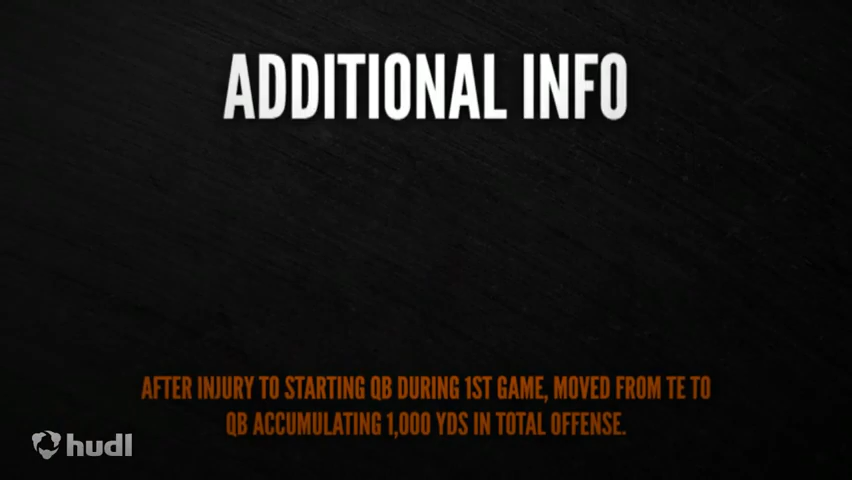 ADDITIONAL INFO
AFTER INJURY TO STARTING QB DURING 1ST GAME, MOVED FROM TE TO
QB ACCUMULATING 1,000 YDS IN TOTAL OFFENSE.
hudl